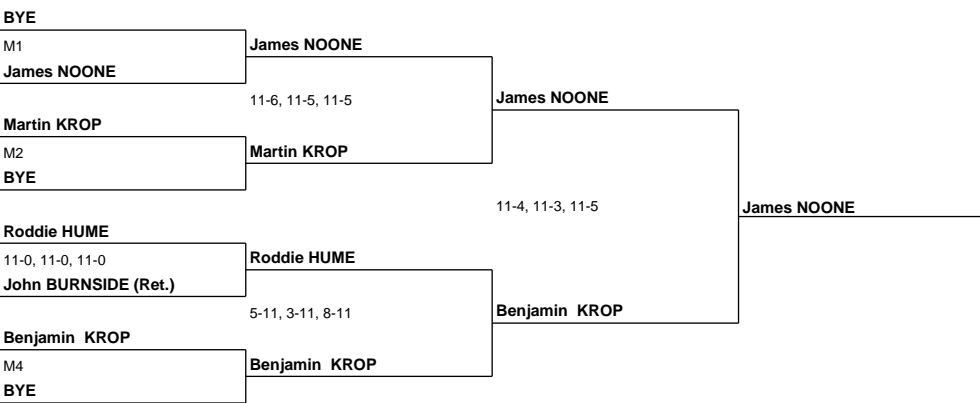 BYE
M1
James NOONE
James NOONE
11-6, 11-5, 11-5
Martin KROP
M2
BYE
Martin KROP
James NOONE
11-4, 11-3, 11-5
James NOONE
Roddie HUME
11-0, 11-0, 11-0
John BURNSIDE (Ret.)
Roddie HUME
5-11, 3-11, 8-11
Benjamin KROP
M4
BYE
Benjamin KROP
Benjamin KROP